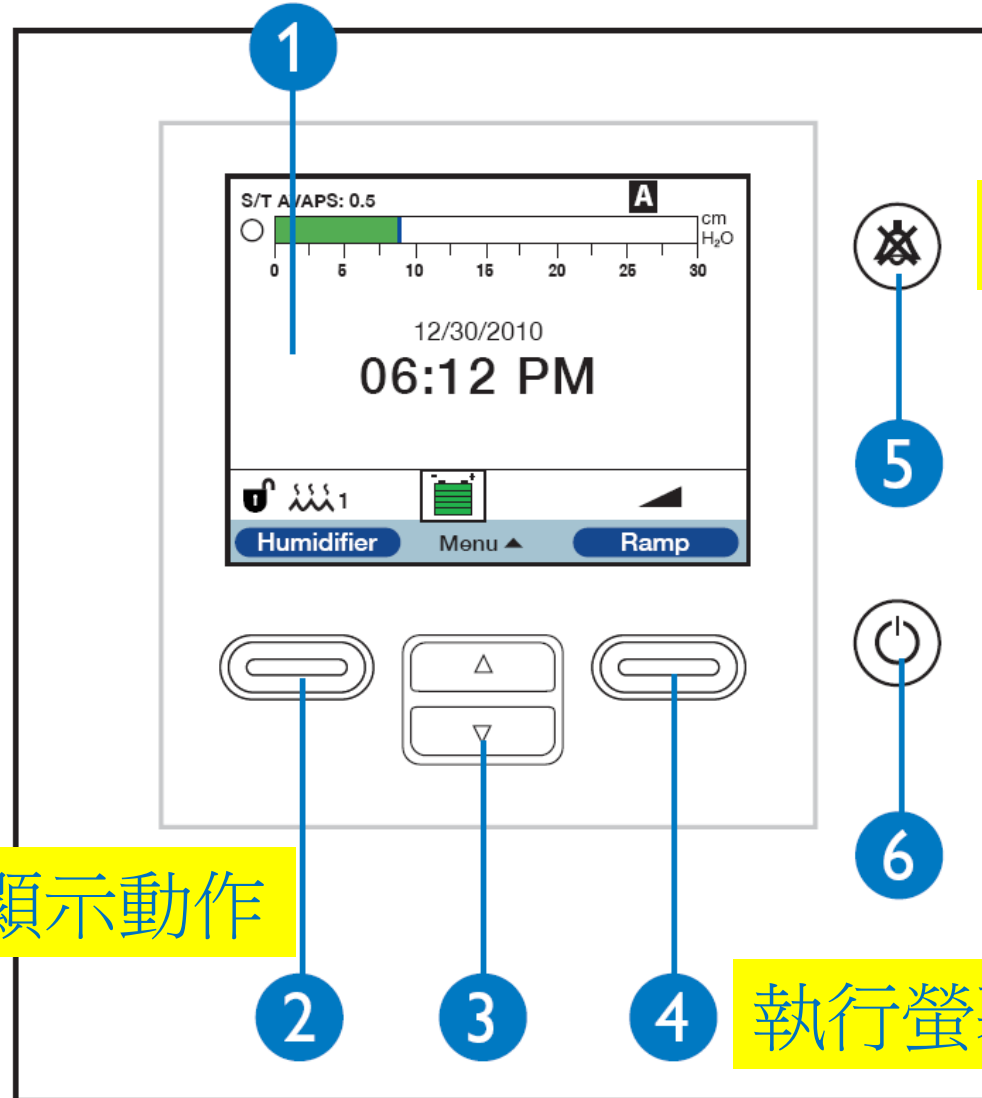 1
S/T AVAPS: 0.5
A
cm
H₂O
0 5 10 15 20 25 30
12/30/2010
06:12 PM
1
Humidifier Menu ▲ Ramp
5
6
顯示動作
2 3 4
執行螢